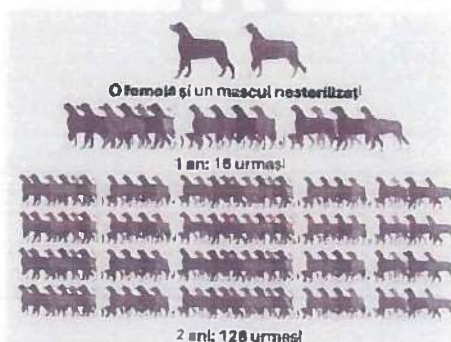 O femelă și un mascul nesterilizați
1 an: 16 urmași
2 ani: 128 urmași